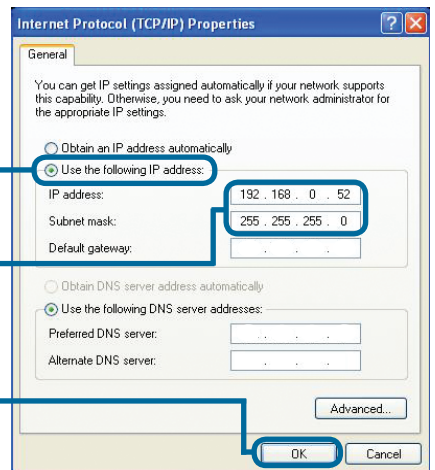 Internet Protocol (TCP/IP) Properties
General
You can get IP settings assigned automatically if your network supports
this capability. Otherwise, you need to ask your network administrator for
the appropriate IP settings.
Obtain an IP address automatically
Use the following IP address:
IP address: 192 . 168 . 0 . 52
Subnet mask: 255 . 255 . 255 . 0
Default gateway: . . .
Obtain DNS server address automatically
Use the following DNS server addresses:
Preferred DNS server: . . .
Alternate DNS server: . . .
Advanced...
OK Cancel